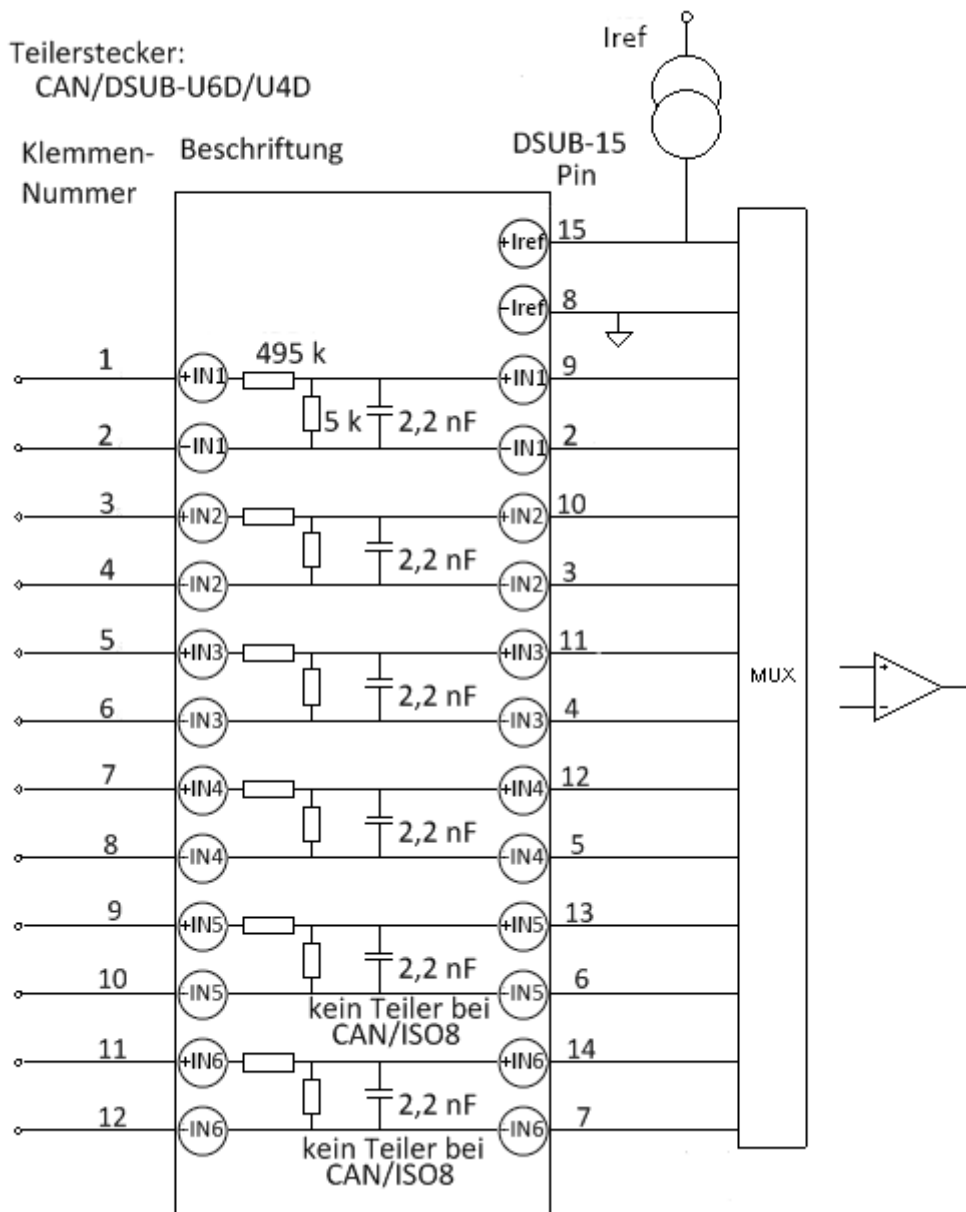 Teilerstecker:
CAN/DSUB-U6D/U4D
Iref
Klemmen-
Nummer
Beschriftung
DSUB-15
Pin
+Iref
15
-Iref
8
1
+IN1
495 k
+IN1
9
5 k
2,2 nF
2
-IN1
-IN1
2
3
+IN2
+IN2
10
2,2 nF
4
-IN2
-IN2
3
5
+IN3
+IN3
11
2,2 nF
MUX
+
-
6
-IN3
-IN3
4
7
+IN4
+IN4
12
2,2 nF
8
-IN4
-IN4
5
9
+IN5
+IN5
13
2,2 nF
10
-IN5
-IN5
6
kein Teiler bei
CAN/ISO8
11
+IN6
+IN6
14
2,2 nF
12
-IN6
-IN6
7
kein Teiler bei
CAN/ISO8